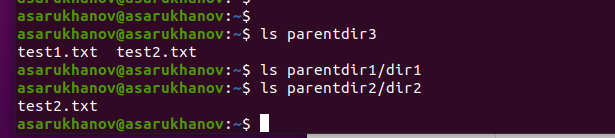 asarukhanov@asarukhanov:~$
asarukhanov@asarukhanov:~$
asarukhanov@asarukhanov:~$ ls parentdir3
test1.txt  test2.txt
asarukhanov@asarukhanov:~$ ls parentdir1/dir1
asarukhanov@asarukhanov:~$ ls parentdir2/dir2
test2.txt
asarukhanov@asarukhanov:~$